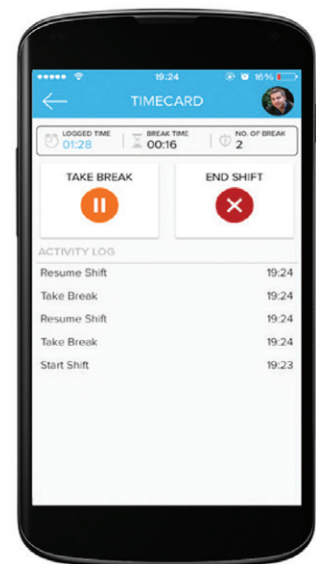 19:24 16%
TIMECARD
LOGGED TIME BREAK TIME NO. OF BREAK
01:28 00:16 2
TAKE BREAK END SHIFT
ACTIVITY LOG
Resume Shift 19:24
Take Break 19:24
Resume Shift 19:24
Take Break 19:24
Start Shift 19:23